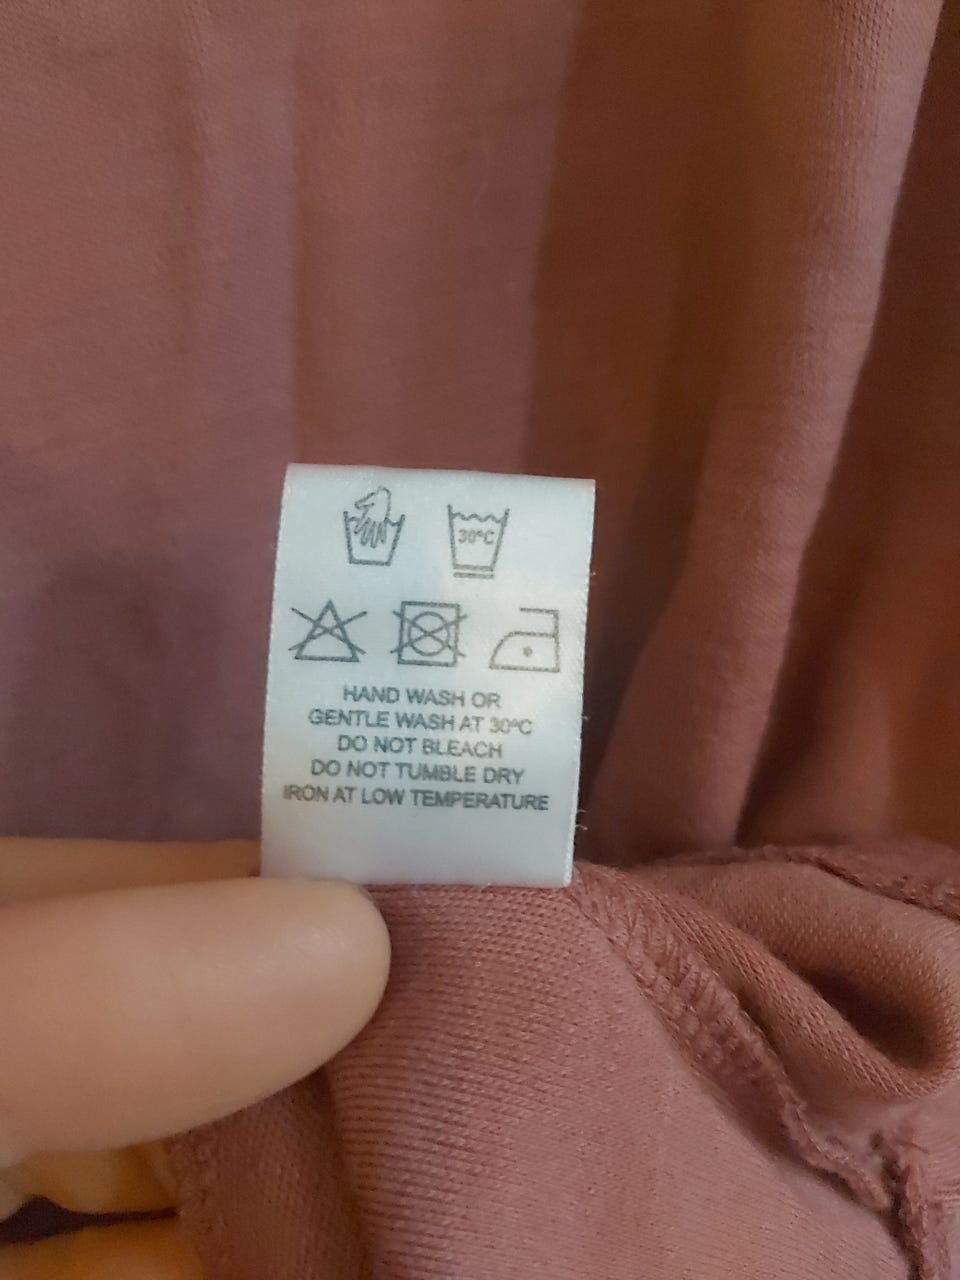 30°C
HAND WASH OR
GENTLE WASH AT 30°C
DO NOT BLEACH
DO NOT TUMBLE DRY
IRON AT LOW TEMPERATURE